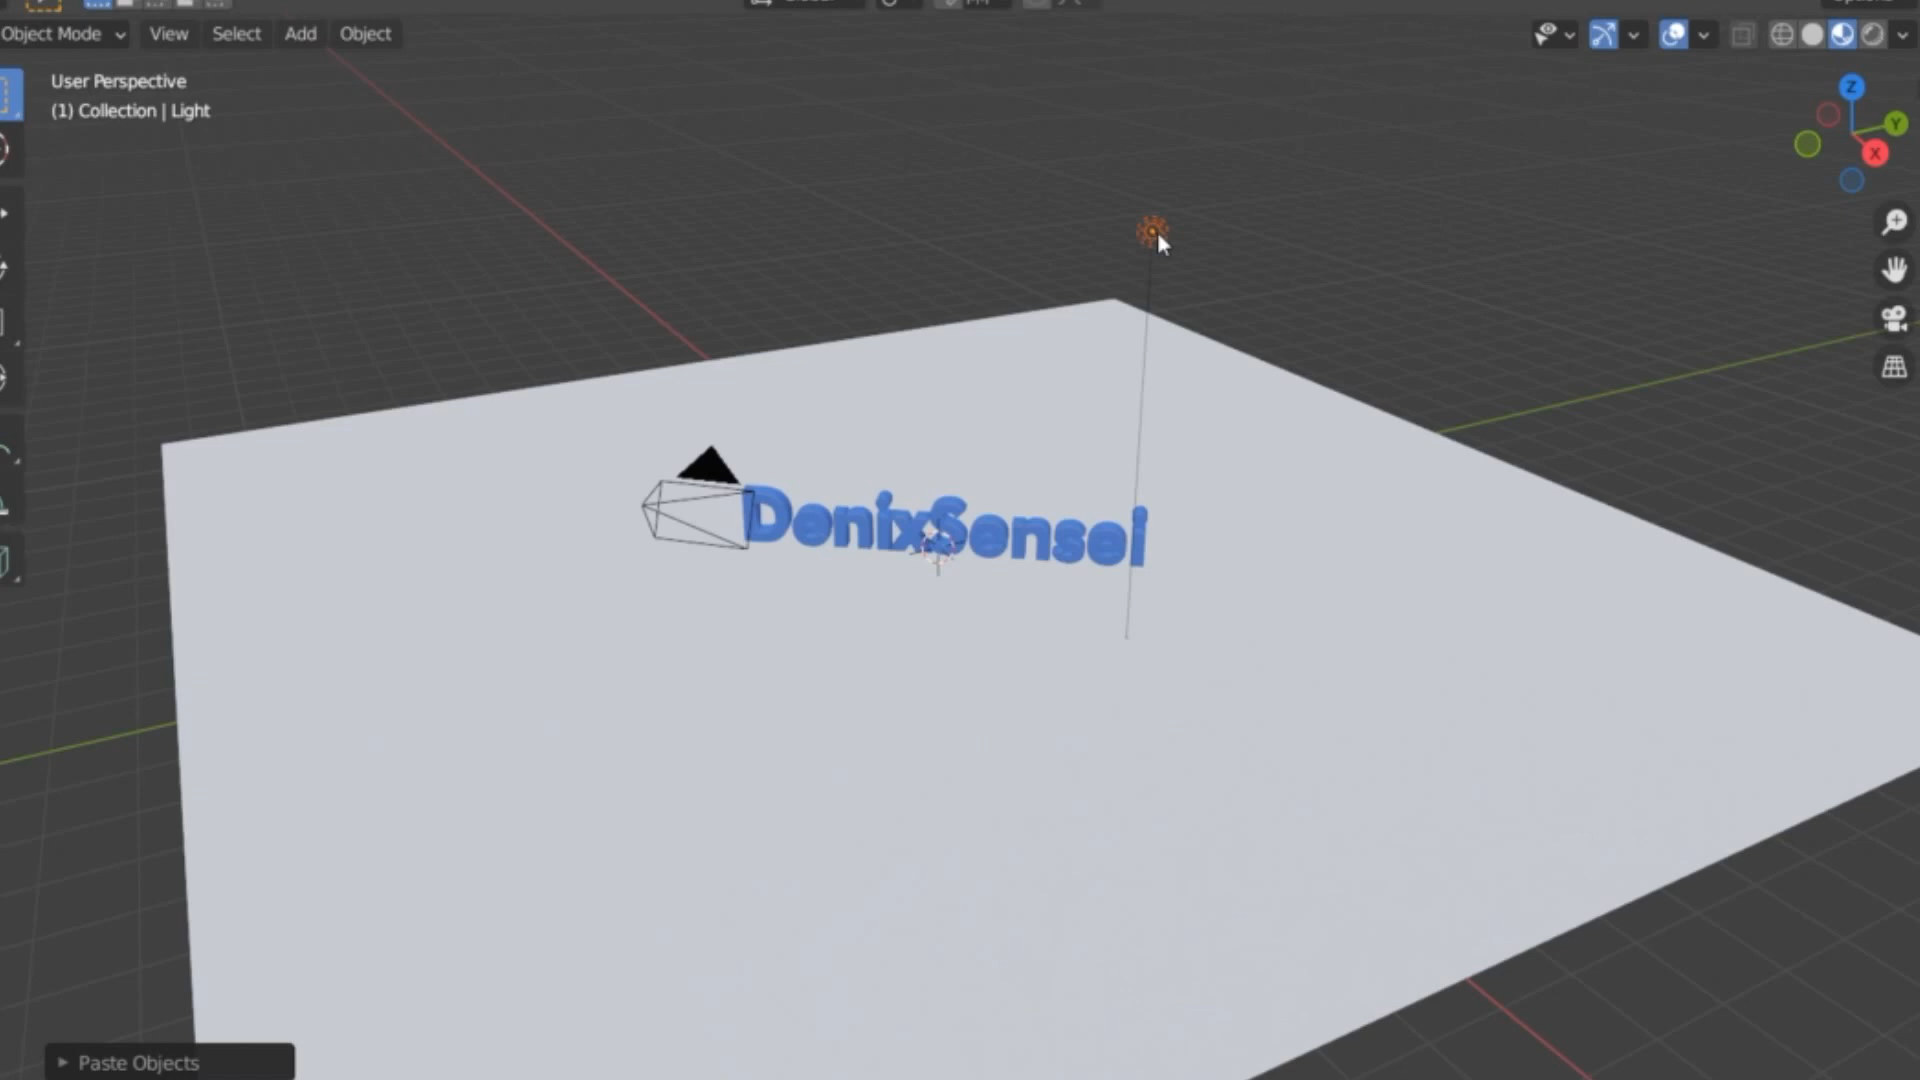 Object Mode View Select Add Object
User Perspective
(1) Collection | Light
Z
Y
X
DenixSensei
Paste Objects